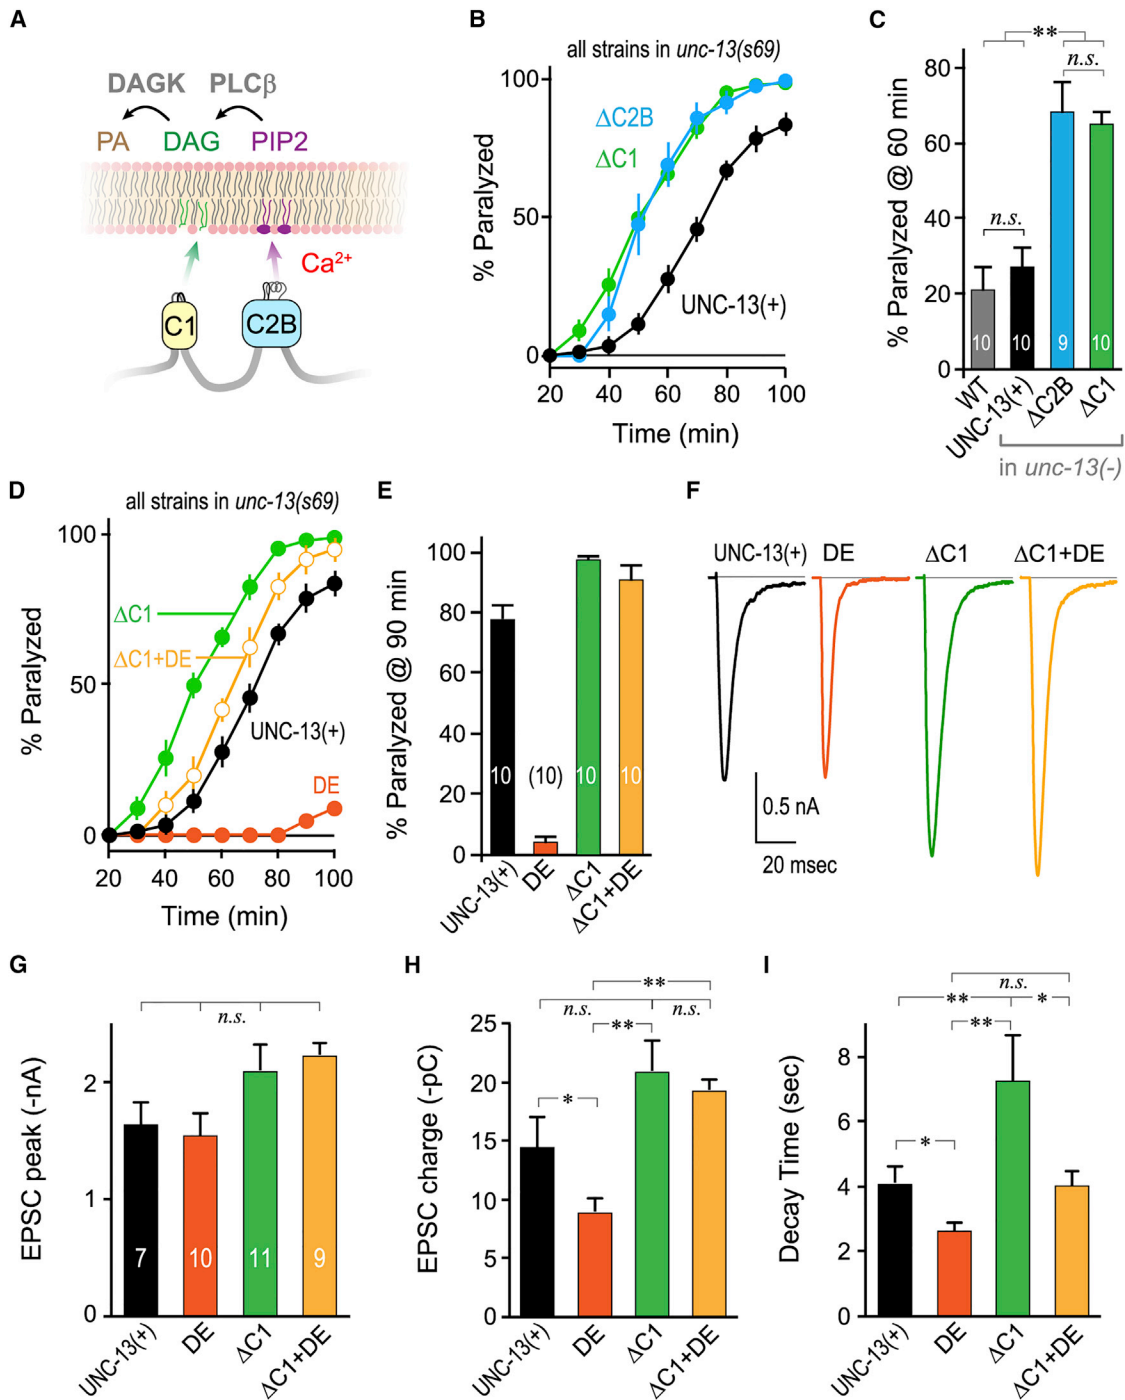 A
DAGK PLCβ
PA DAG PIP2
Ca2+
C1 C2B
B
all strains in unc-13(s69)
% Paralyzed
100
50
0
ΔC2B
ΔC1
UNC-13(+)
20 40 60 80 100
Time (min)
C
**
n.s.
n.s.
% Paralyzed @ 60 min
80
60
40
20
0
10 10 9 10
WT UNC-13(+) ΔC2B ΔC1
in unc-13(-)
D
all strains in unc-13(s69)
% Paralyzed
100
50
0
ΔC1
ΔC1+DE
UNC-13(+)
DE
20 40 60 80 100
Time (min)
E
% Paralyzed @ 90 min
100
80
60
40
20
0
10 (10) 10 10
UNC-13(+) DE ΔC1 ΔC1+DE
F
UNC-13(+) DE ΔC1 ΔC1+DE
0.5 nA
20 msec
G
n.s.
EPSC peak (-nA)
2
1
0
7 10 11 9
UNC-13(+) DE ΔC1 ΔC1+DE
H
**
n.s. n.s.
**
*
EPSC charge (-pC)
25
20
15
10
5
0
UNC-13(+) DE ΔC1 ΔC1+DE
I
n.s.
** *
**
*
Decay Time (sec)
8
6
4
2
0
UNC-13(+) DE ΔC1 ΔC1+DE